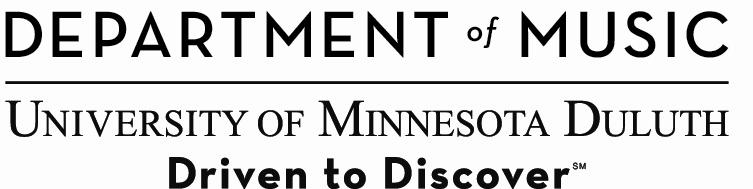 DEPARTMENT of MUSIC
UNIVERSITY OF MINNESOTA DULUTH
Driven to Discover℠